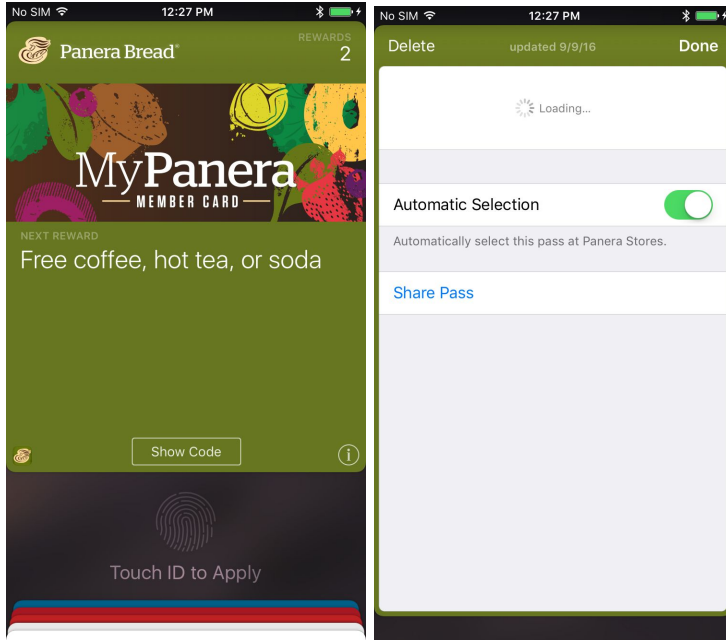 No SIM 12:27 PM
Panera Bread®
REWARDS
2
MyPanera
MEMBER CARD
NEXT REWARD
Free coffee, hot tea, or soda
Show Code
Touch ID to Apply
No SIM 12:27 PM
Delete updated 9/9/16 Done
Loading...
Automatic Selection
Automatically select this pass at Panera Stores.
Share Pass